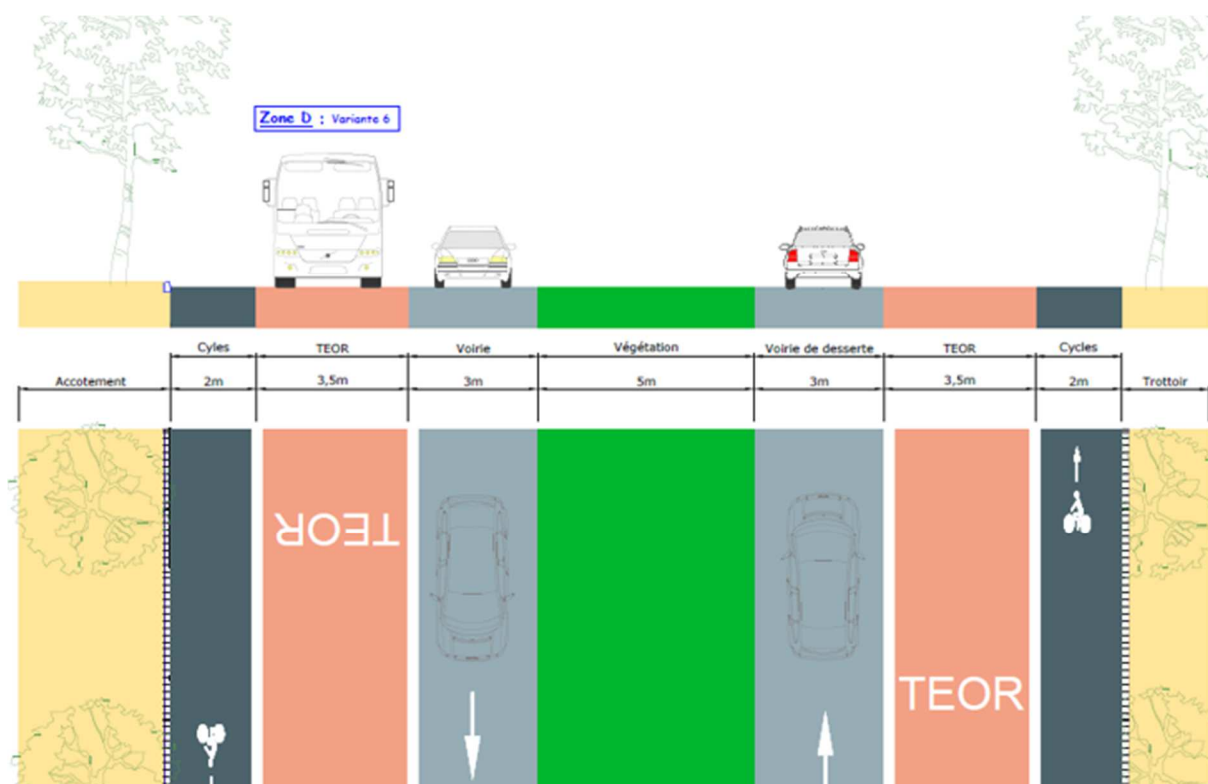 Zone D : Variante 6
Cyles TEOR Voirie Végétation Voirie de desserte TEOR Cycles
Accotement 2m 3,5m 3m 5m 3m 3,5m 2m Trottoir
TEOR
TEOR